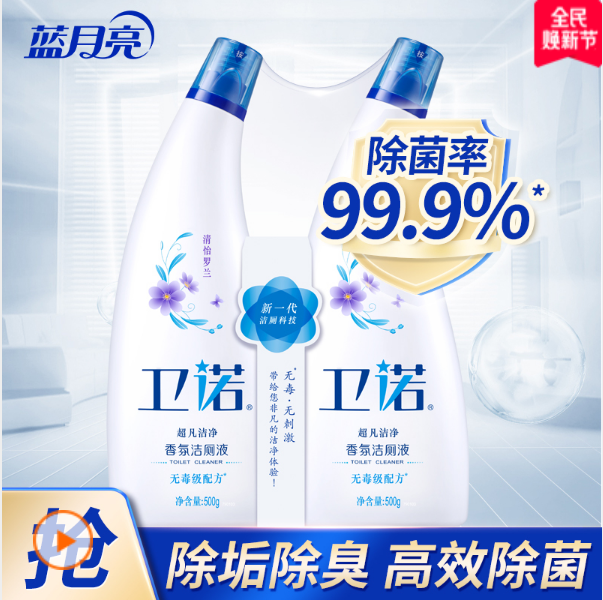 蓝月亮
全民
焕新节
按
按
除菌率
99.9%*
清怡罗兰
新一代
洁厕科技
无毒·无刺激*
带给您非凡的洁净体验！
卫诺®
超凡洁净
香氛洁厕液
TOILET CLEANER
无毒级配方*
净含量:500g
卫诺®
超凡洁净
香氛洁厕液
TOILET CLEANER
无毒级配方*
净含量:500g
抢
除垢除臭 高效除菌